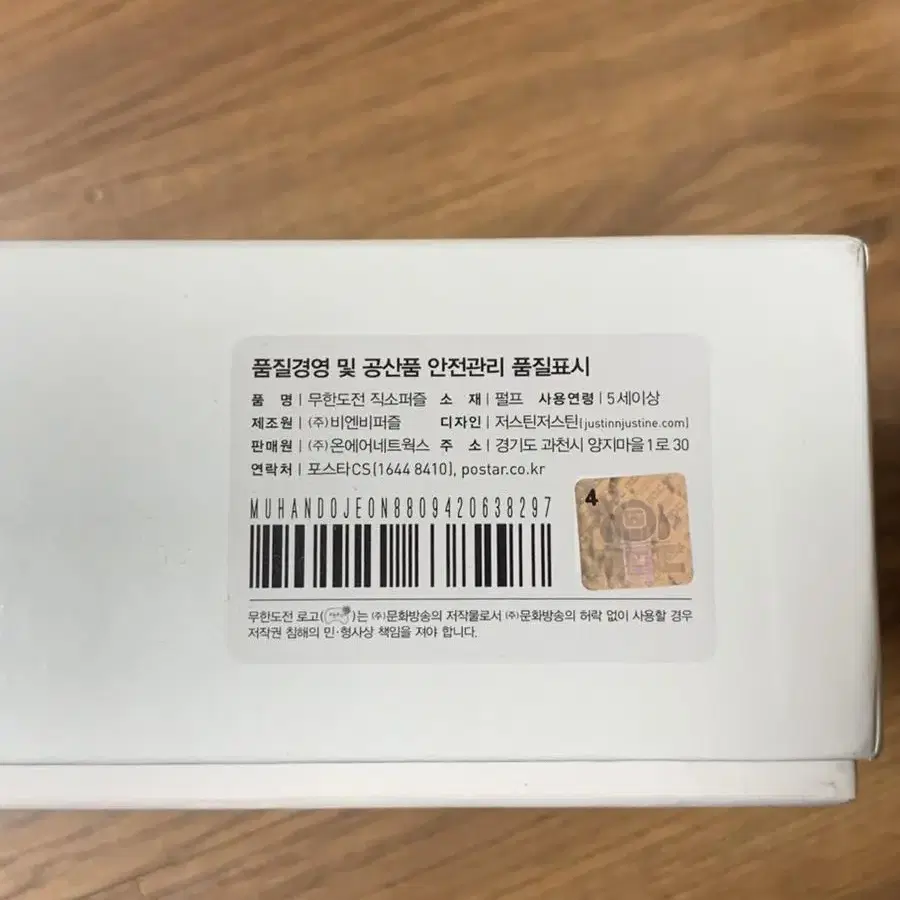 품질경영 및 공산품 안전관리 품질표시
품 명 | 무한도전 직소퍼즐 소 재 | 펄프 사용연령 | 5세이상
제조원 | (주)비엔비퍼즐 디자인 | 저스틴저스틴(justinnjustine.com)
판매원 | (주)온에어네트웍스 주 소 | 경기도 과천시 양지마을1로 30
연락처 | 포스타CS(1644 8410), postar.co.kr
MUHANDOJEON8809420638297
4
무한도전 로고( )는 (주)문화방송의 저작물로서 (주)문화방송의 허락 없이 사용할 경우
저작권 침해의 민·형사상 책임을 져야 합니다.